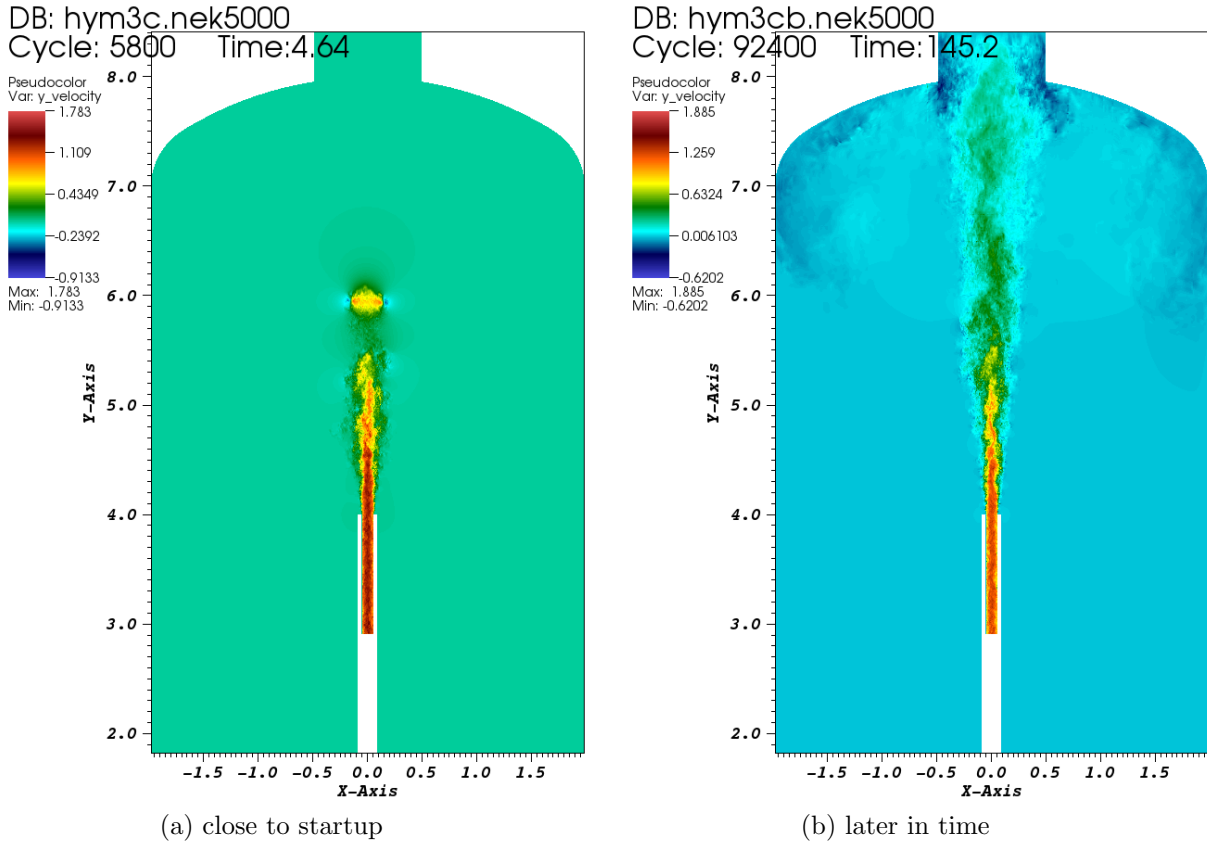 DB: hym3c.nek5000
Cycle: 5800 Time:4.64
Pseudocolor
Var: y_velocity
1.783
1.109
0.4349
-0.2392
-0.9133
Max: 1.783
Min: -0.9133
8.0
7.0
6.0
5.0
4.0
3.0
2.0
Y-Axis
-1.5 -1.0 -0.5 0.0 0.5 1.0 1.5
X-Axis
(a) close to startup
DB: hym3cb.nek5000
Cycle: 92400 Time:145.2
Pseudocolor
Var: y_velocity
1.885
1.259
0.6324
0.006103
-0.6202
Max: 1.885
Min: -0.6202
8.0
7.0
6.0
5.0
4.0
3.0
2.0
Y-Axis
-1.5 -1.0 -0.5 0.0 0.5 1.0 1.5
X-Axis
(b) later in time